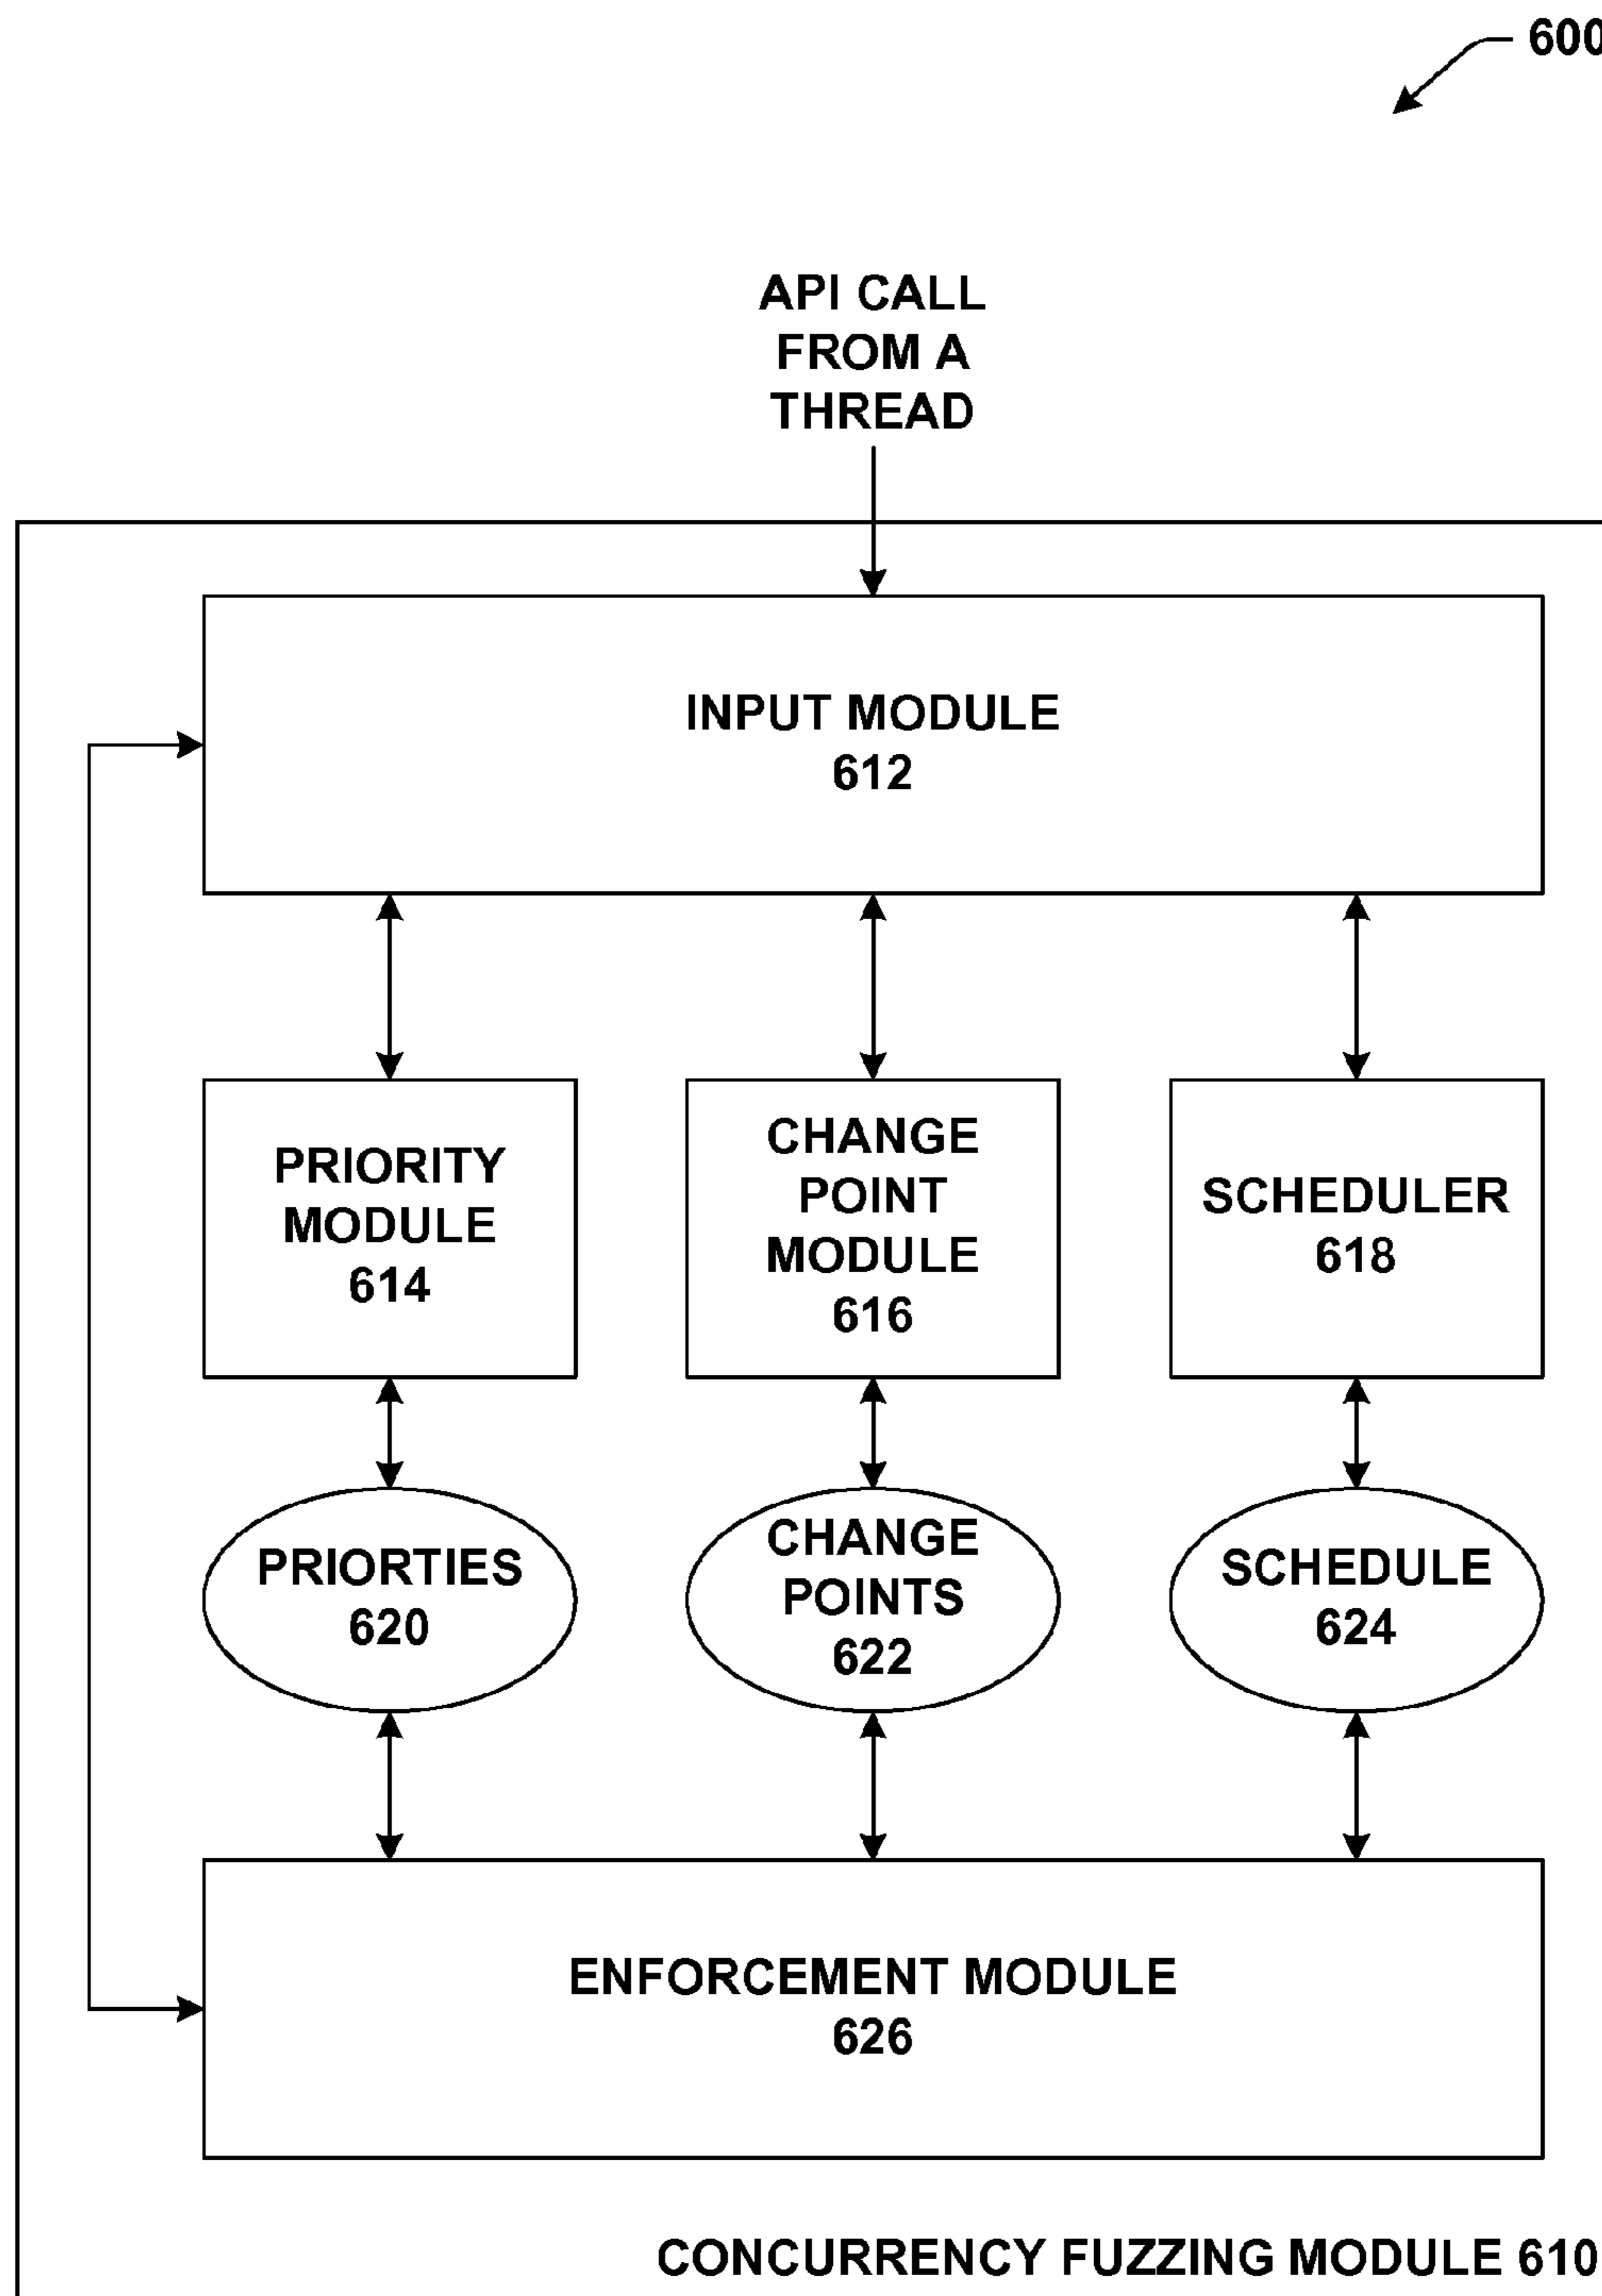 600
API CALL
FROM A
THREAD
INPUT MODULE
612
PRIORITY
MODULE
614
CHANGE
POINT
MODULE
616
SCHEDULER
618
PRIORTIES
620
CHANGE
POINTS
622
SCHEDULE
624
ENFORCEMENT MODULE
626
CONCURRENCY FUZZING MODULE 610